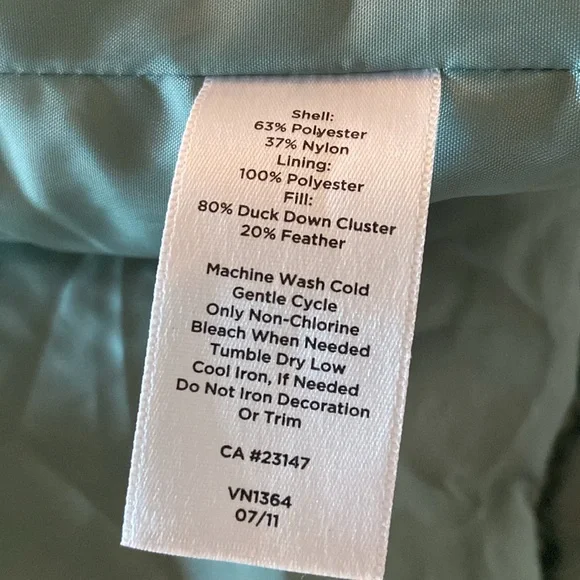 Shell:
63% Polyester
37% Nylon
Lining:
100% Polyester
Fill:
80% Duck Down Cluster
20% Feather
Machine Wash Cold
Gentle Cycle
Only Non-Chlorine
Bleach When Needed
Tumble Dry Low
Cool Iron, If Needed
Do Not Iron Decoration
Or Trim
CA #23147
VN1364
07/11